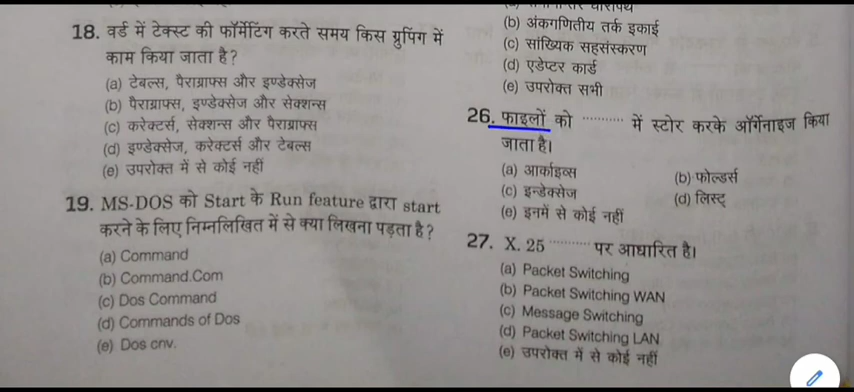 18. वर्ड में टेक्स्ट की फॉर्मेटिंग करते समय किस ग्रुपिंग में
काम किया जाता है?
(a) टेबल्स, पैराग्राफ्स और इण्डेक्सेज
(b) पैराग्राफ्स, इण्डेक्सेज और सेक्शन्स
(c) करेक्टर्स, सेक्शन्स और पैराग्राफ्स
(d) इण्डेक्सेज, करेक्टर्स और टेबल्स
(e) उपरोक्त में से कोई नहीं
19. MS-DOS को Start के Run feature द्वारा start
करने के लिए निम्नलिखित में से क्या लिखना पड़ता है?
(a) Command
(b) Command.Com
(c) Dos Command
(d) Commands of Dos
(e) Dos cnv.
(b) अंकगणितीय तर्क इकाई
(c) सांख्यिक सहसंस्करण
(d) एडेप्टर कार्ड
(e) उपरोक्त सभी
26. फाइलों को ........... में स्टोर करके ऑर्गेनाइज किया
जाता है।
(a) आर्काइव्स (b) फोल्डर्स
(c) इन्डेक्सेज (d) लिस्ट्
(e) इनमें से कोई नहीं
27. X. 25 ........... पर आधारित है।
(a) Packet Switching
(b) Packet Switching WAN
(c) Message Switching
(d) Packet Switching LAN
(e) उपरोक्त में से कोई नहीं